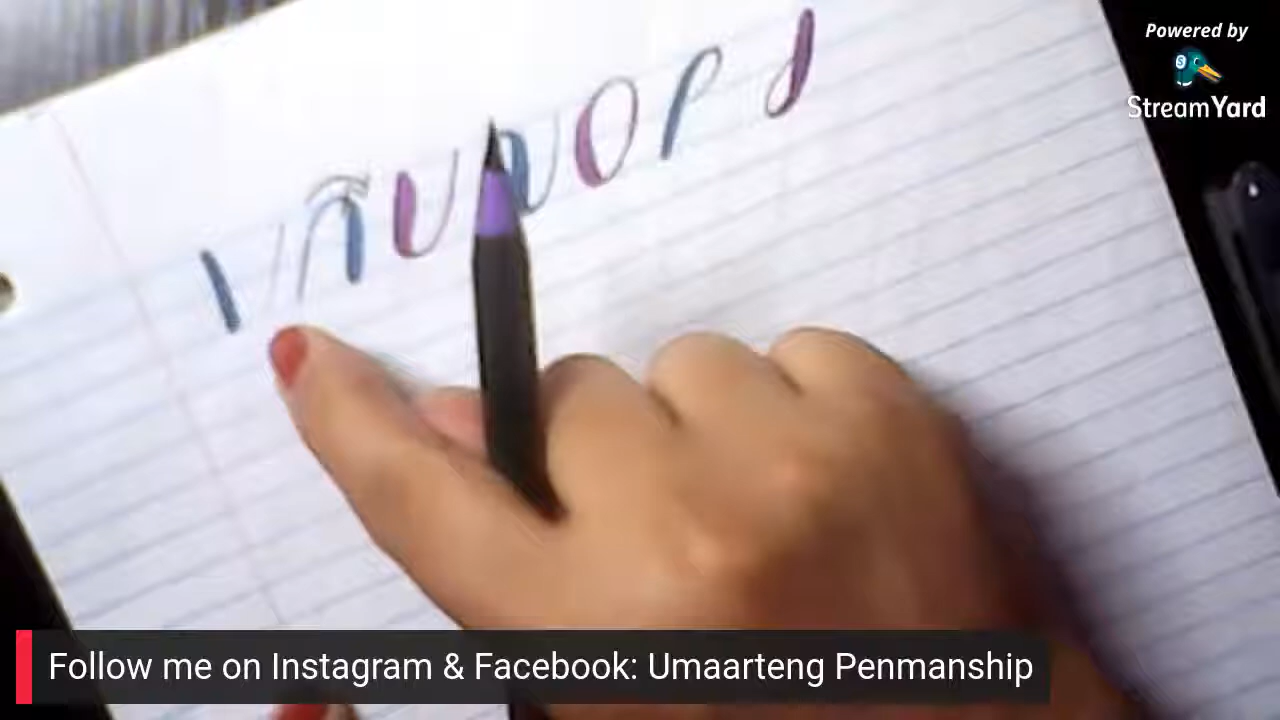 Powered by
StreamYard
Follow me on Instagram & Facebook: Umaarteng Penmanship